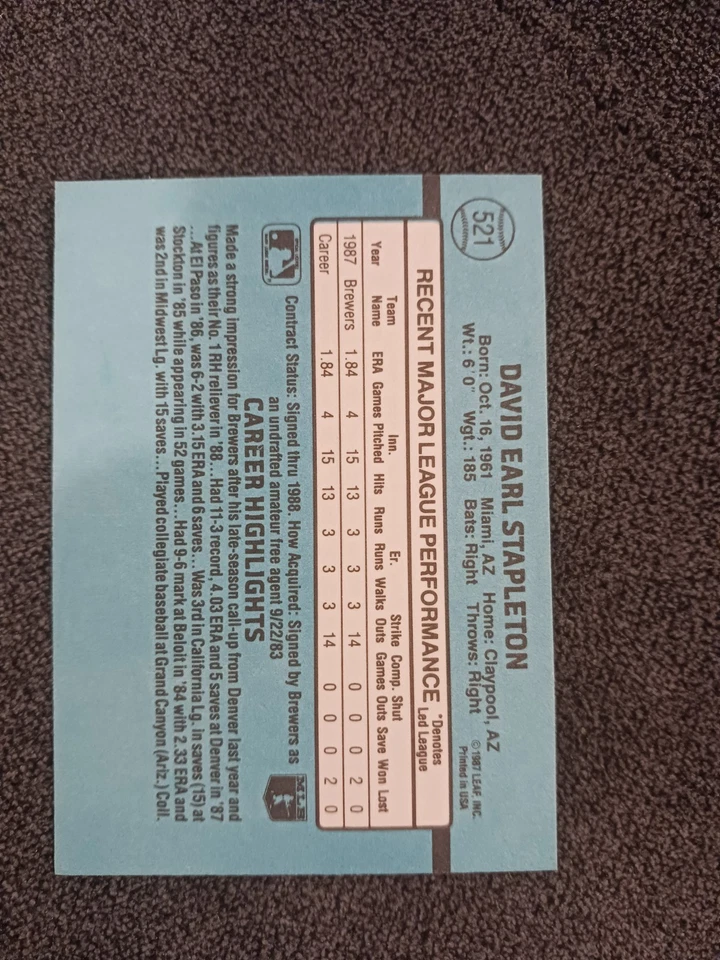 521
DAVID EARL STAPLETON
Born: Oct. 16, 1961 Miami, AZ Home: Claypool, AZ
Wt.: 6'0" Wgt.: 185 Bats: Right Throws: Right
©1987 LEAF, INC.
Printed in USA
RECENT MAJOR LEAGUE PERFORMANCE
*Denotes
Led League
Team Inn. Er. Strike Comp. Shut
Year Name ERA Games Pitched Hits Runs Runs Walks Outs Games Outs Save Won Lost
1987 Brewers 1.84 4 15 13 3 3 3 14 0 0 0 2 0
Career 1.84 4 15 13 3 3 3 14 0 0 0 2 0
Contract Status: Signed thru 1988. How Acquired: Signed by Brewers as
an undrafted amateur free agent 9/22/83
MLB
CAREER HIGHLIGHTS
Made a strong impression for Brewers after his late-season call-up from Denver last year and
figures as their No. 1 RH reliever in '88...Had 11-3 record, 4.03 ERA and 5 saves at Denver in '87
...At El Paso in '86, was 6-2 with 3.15 ERA and 6 saves...Was 3rd in California Lg. in saves (15) at
Stockton in '85 while appearing in 52 games...Had 9-6 mark at Beloit in '84 with 2.33 ERA and
was 2nd in Midwest Lg. with 15 saves...Played collegiate baseball at Grand Canyon (Ariz.) Coll.